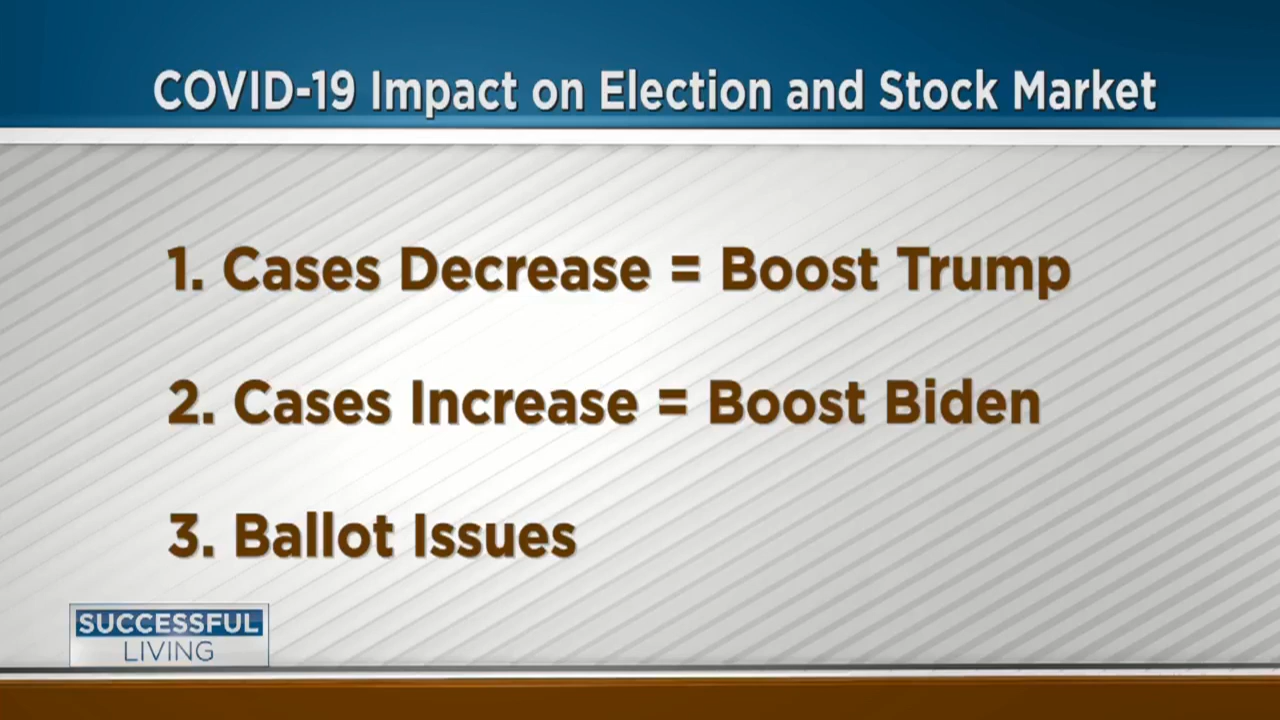 COVID-19 Impact on Election and Stock Market
1. Cases Decrease = Boost Trump
2. Cases Increase = Boost Biden
3. Ballot Issues
SUCCESSFUL
LIVING